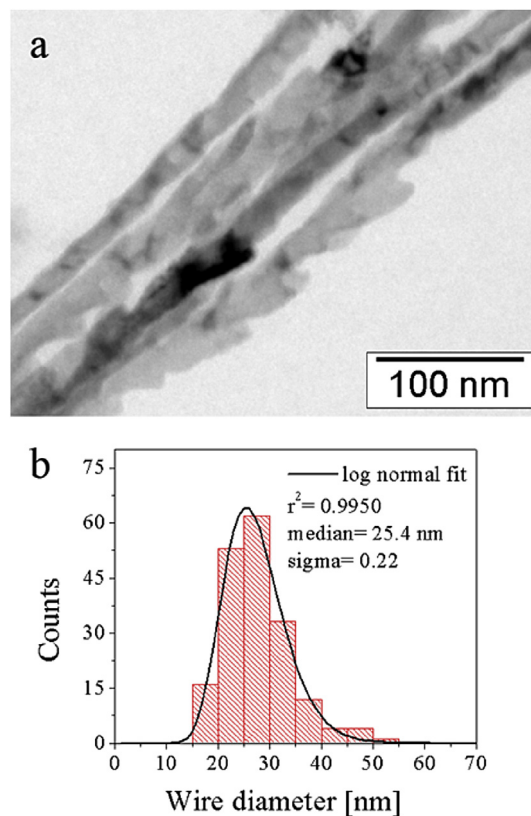 a
100 nm
b
75
60
45
30
15
0
Counts
log normal fit
r²= 0.9950
median= 25.4 nm
sigma= 0.22
0 10 20 30 40 50 60 70
Wire diameter [nm]